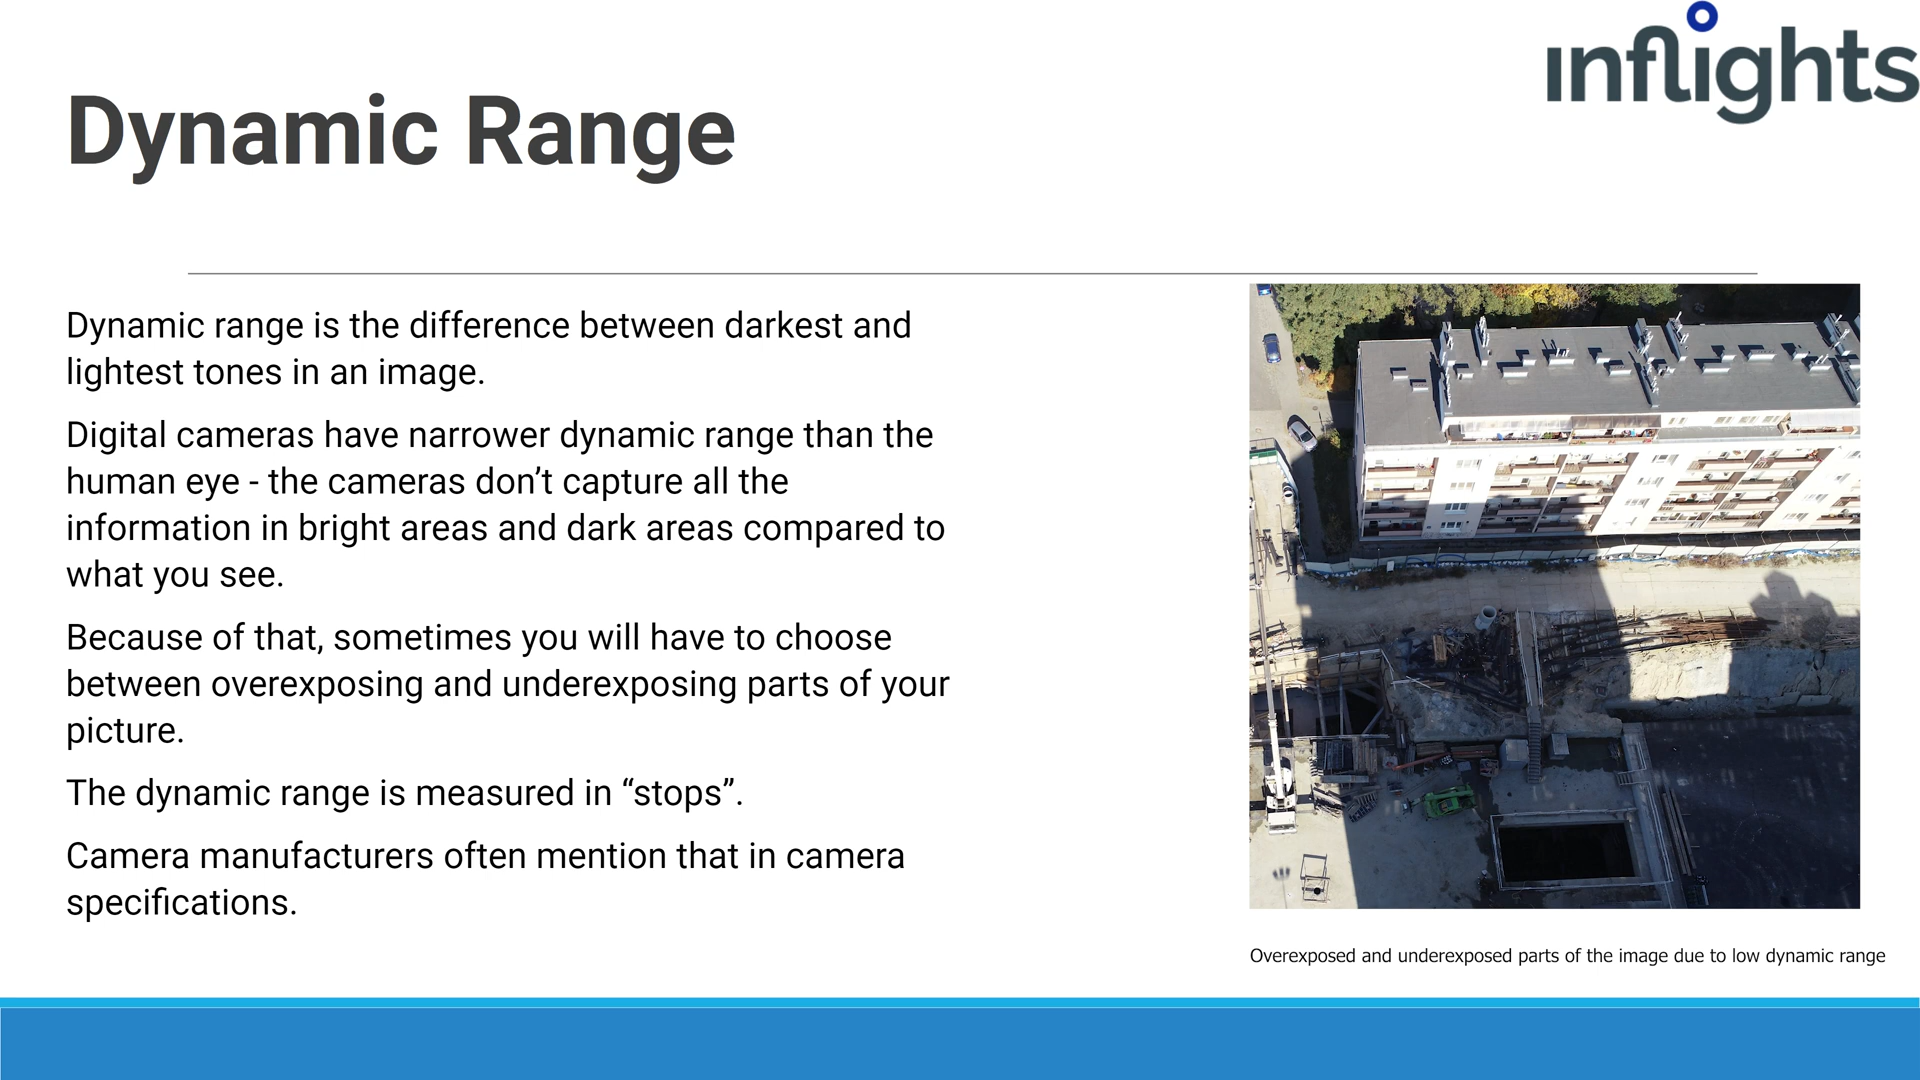 inflights
Dynamic Range
Dynamic range is the difference between darkest and
lightest tones in an image.
Digital cameras have narrower dynamic range than the
human eye - the cameras don’t capture all the
information in bright areas and dark areas compared to
what you see.
Because of that, sometimes you will have to choose
between overexposing and underexposing parts of your
picture.
The dynamic range is measured in “stops”.
Camera manufacturers often mention that in camera
specifications.
Overexposed and underexposed parts of the image due to low dynamic range